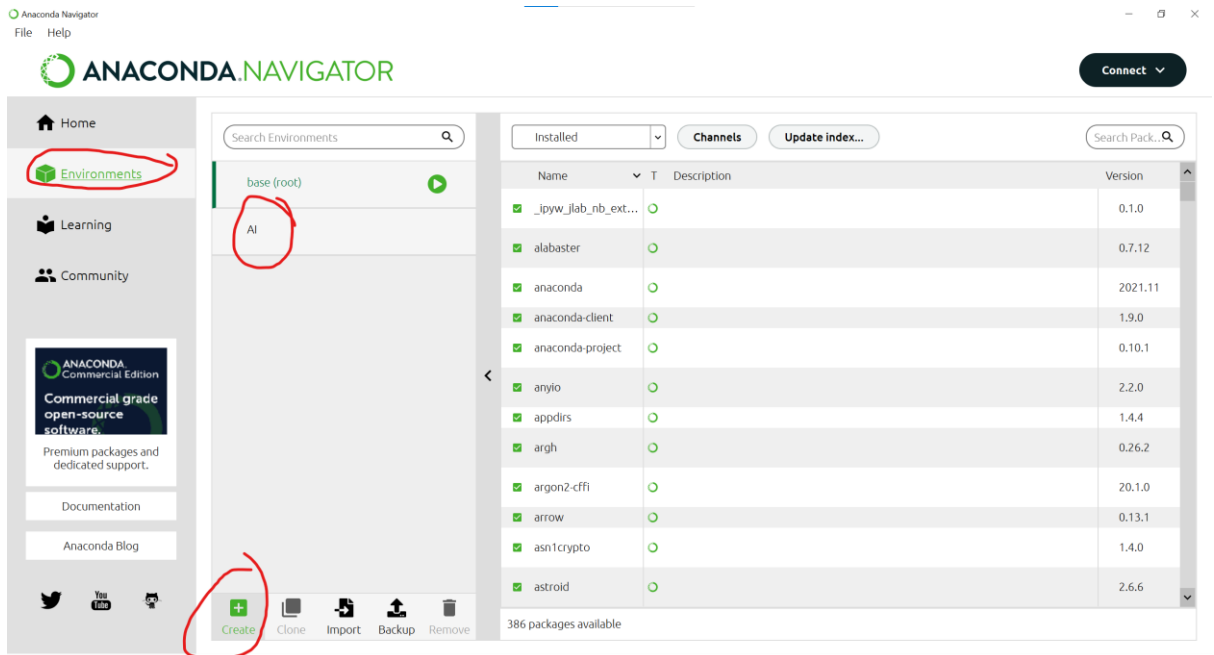 Anaconda Navigator
File Help
ANACONDA.NAVIGATOR
Connect
Home
Environments
Learning
Community
ANACONDA.
Commercial Edition
Commercial grade
open-source
software.
Premium packages and
dedicated support.
Documentation
Anaconda Blog
You
Tube
Search Environments
base (root)
AI
Create Clone Import Backup Remove
Installed Channels Update index... Search Pack...
Name T Description Version
_ipyw_jlab_nb_ext... 0.1.0
alabaster 0.7.12
anaconda 2021.11
anaconda-client 1.9.0
anaconda-project 0.10.1
anyio 2.2.0
appdirs 1.4.4
argh 0.26.2
argon2-cffi 20.1.0
arrow 0.13.1
asn1crypto 1.4.0
astroid 2.6.6
386 packages available